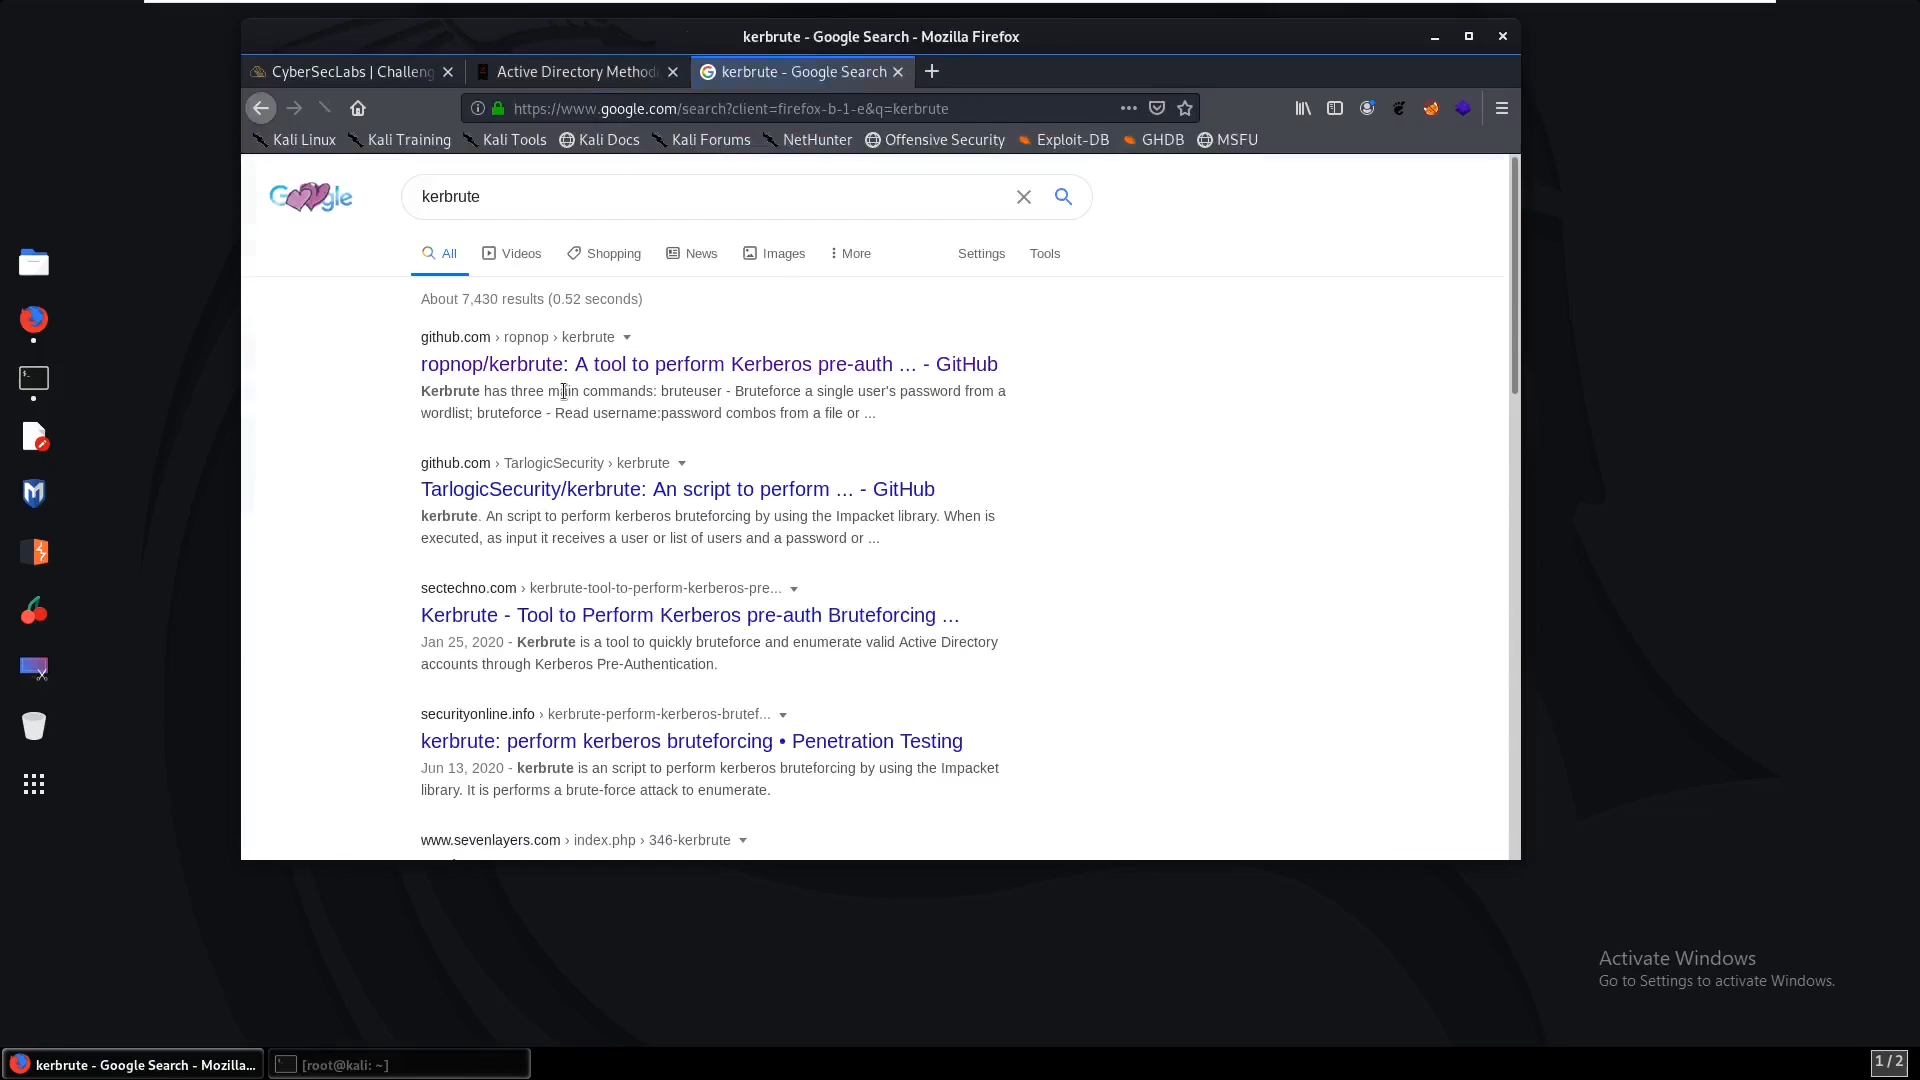 kerbrute - Google Search - Mozilla Firefox
CyberSecLabs | Challeng
Active Directory Method
kerbrute - Google Search
https://www.google.com/search?client=firefox-b-1-e&q=kerbrute
Kali Linux
Kali Training
Kali Tools
Kali Docs
Kali Forums
NetHunter
Offensive Security
Exploit-DB
GHDB
MSFU
Google
kerbrute
All
Videos
Shopping
News
Images
More
Settings
Tools
About 7,430 results (0.52 seconds)
github.com › ropnop › kerbrute
ropnop/kerbrute: A tool to perform Kerberos pre-auth ... - GitHub
Kerbrute has three main commands: bruteuser - Bruteforce a single user's password from a
wordlist; bruteforce - Read username:password combos from a file or ...
github.com › TarlogicSecurity › kerbrute
TarlogicSecurity/kerbrute: An script to perform ... - GitHub
kerbrute. An script to perform kerberos bruteforcing by using the Impacket library. When is
executed, as input it receives a user or list of users and a password or ...
sectechno.com › kerbrute-tool-to-perform-kerberos-pre...
Kerbrute - Tool to Perform Kerberos pre-auth Bruteforcing ...
Jan 25, 2020 - Kerbrute is a tool to quickly bruteforce and enumerate valid Active Directory
accounts through Kerberos Pre-Authentication.
securityonline.info › kerbrute-perform-kerberos-brutef...
kerbrute: perform kerberos bruteforcing • Penetration Testing
Jun 13, 2020 - kerbrute is an script to perform kerberos bruteforcing by using the Impacket
library. It is performs a brute-force attack to enumerate.
www.sevenlayers.com › index.php › 346-kerbrute
Activate Windows
Go to Settings to activate Windows.
kerbrute - Google Search - Mozilla...
[root@kali: ~]
1 / 2